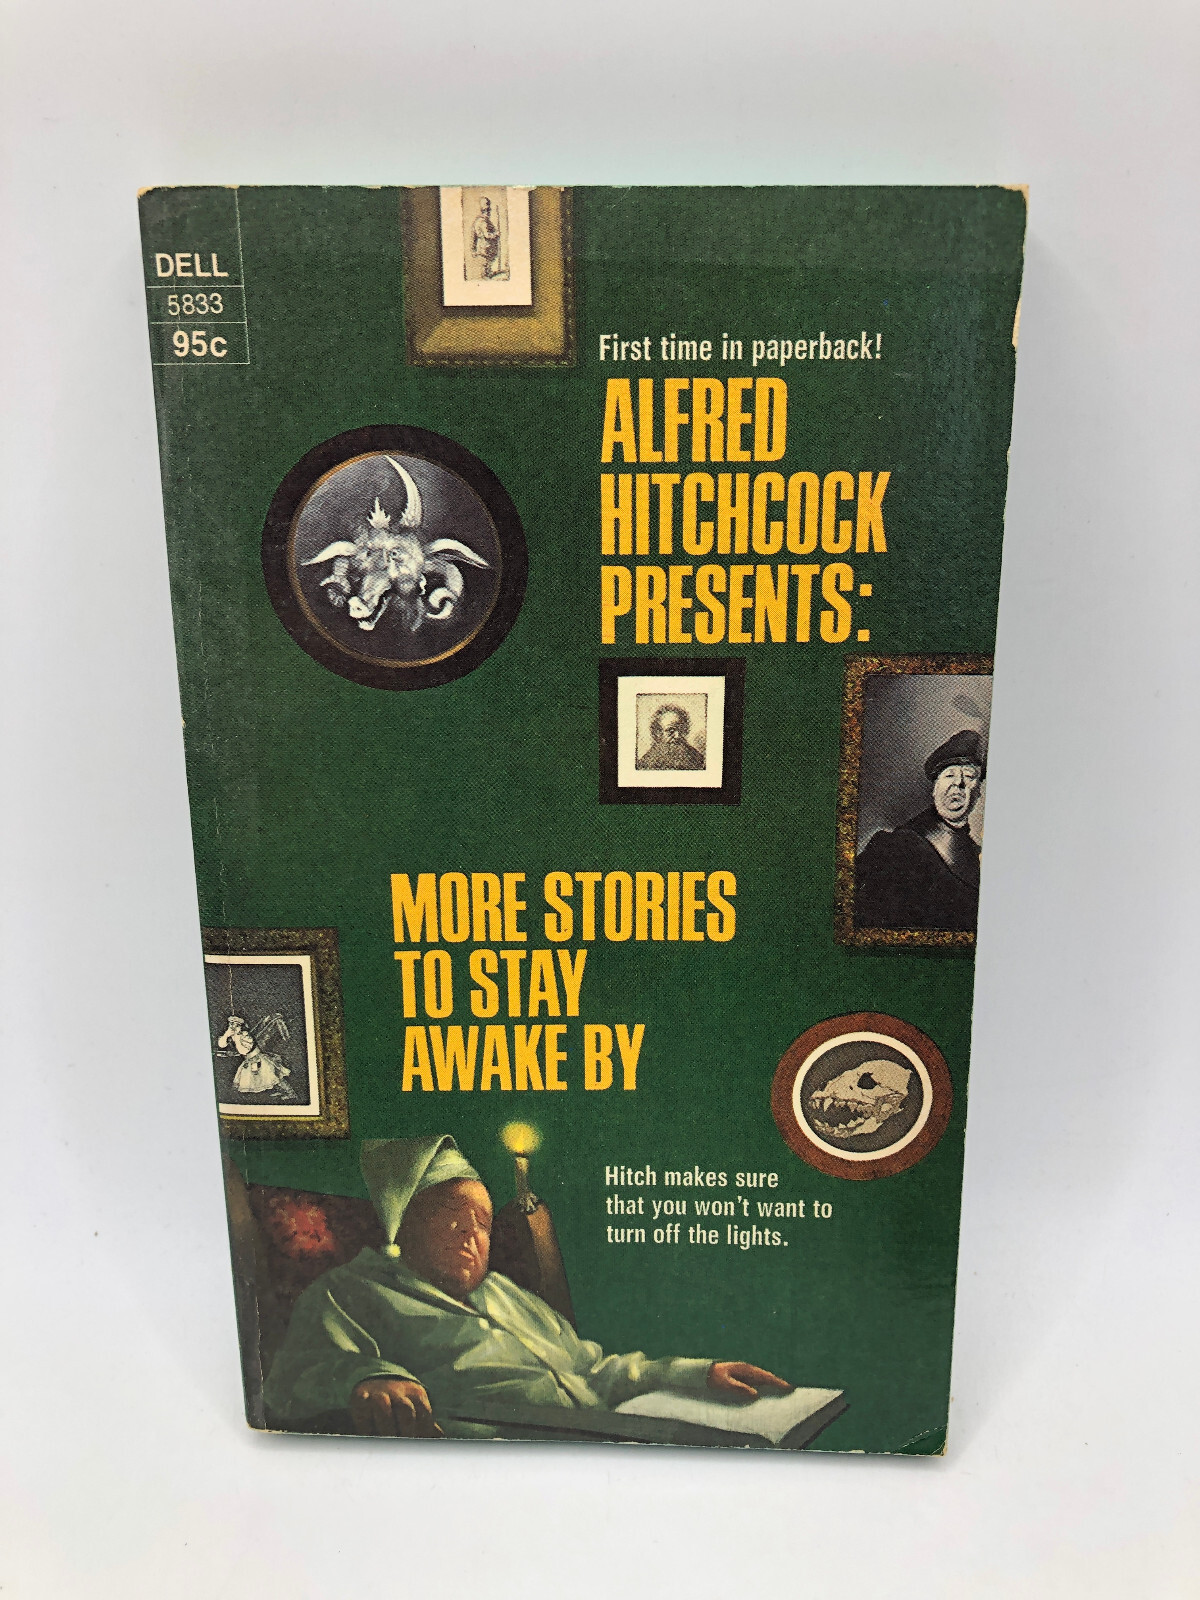 DELL
5833
95c
First time in paperback!
ALFRED
HITCHCOCK
PRESENTS:
MORE STORIES
TO STAY
AWAKE BY
Hitch makes sure
that you won't want to
turn off the lights.